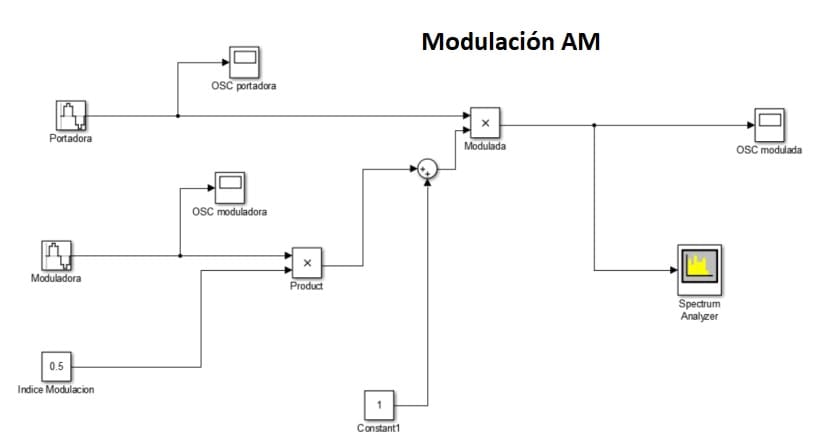 Modulación AM
OSC portadora
Portadora
×
Modulada
OSC modulada
OSC moduladora
+
+
Moduladora
×
Product
Spectrum
Analyzer
0.5
Indice Modulacion
1
Constant1